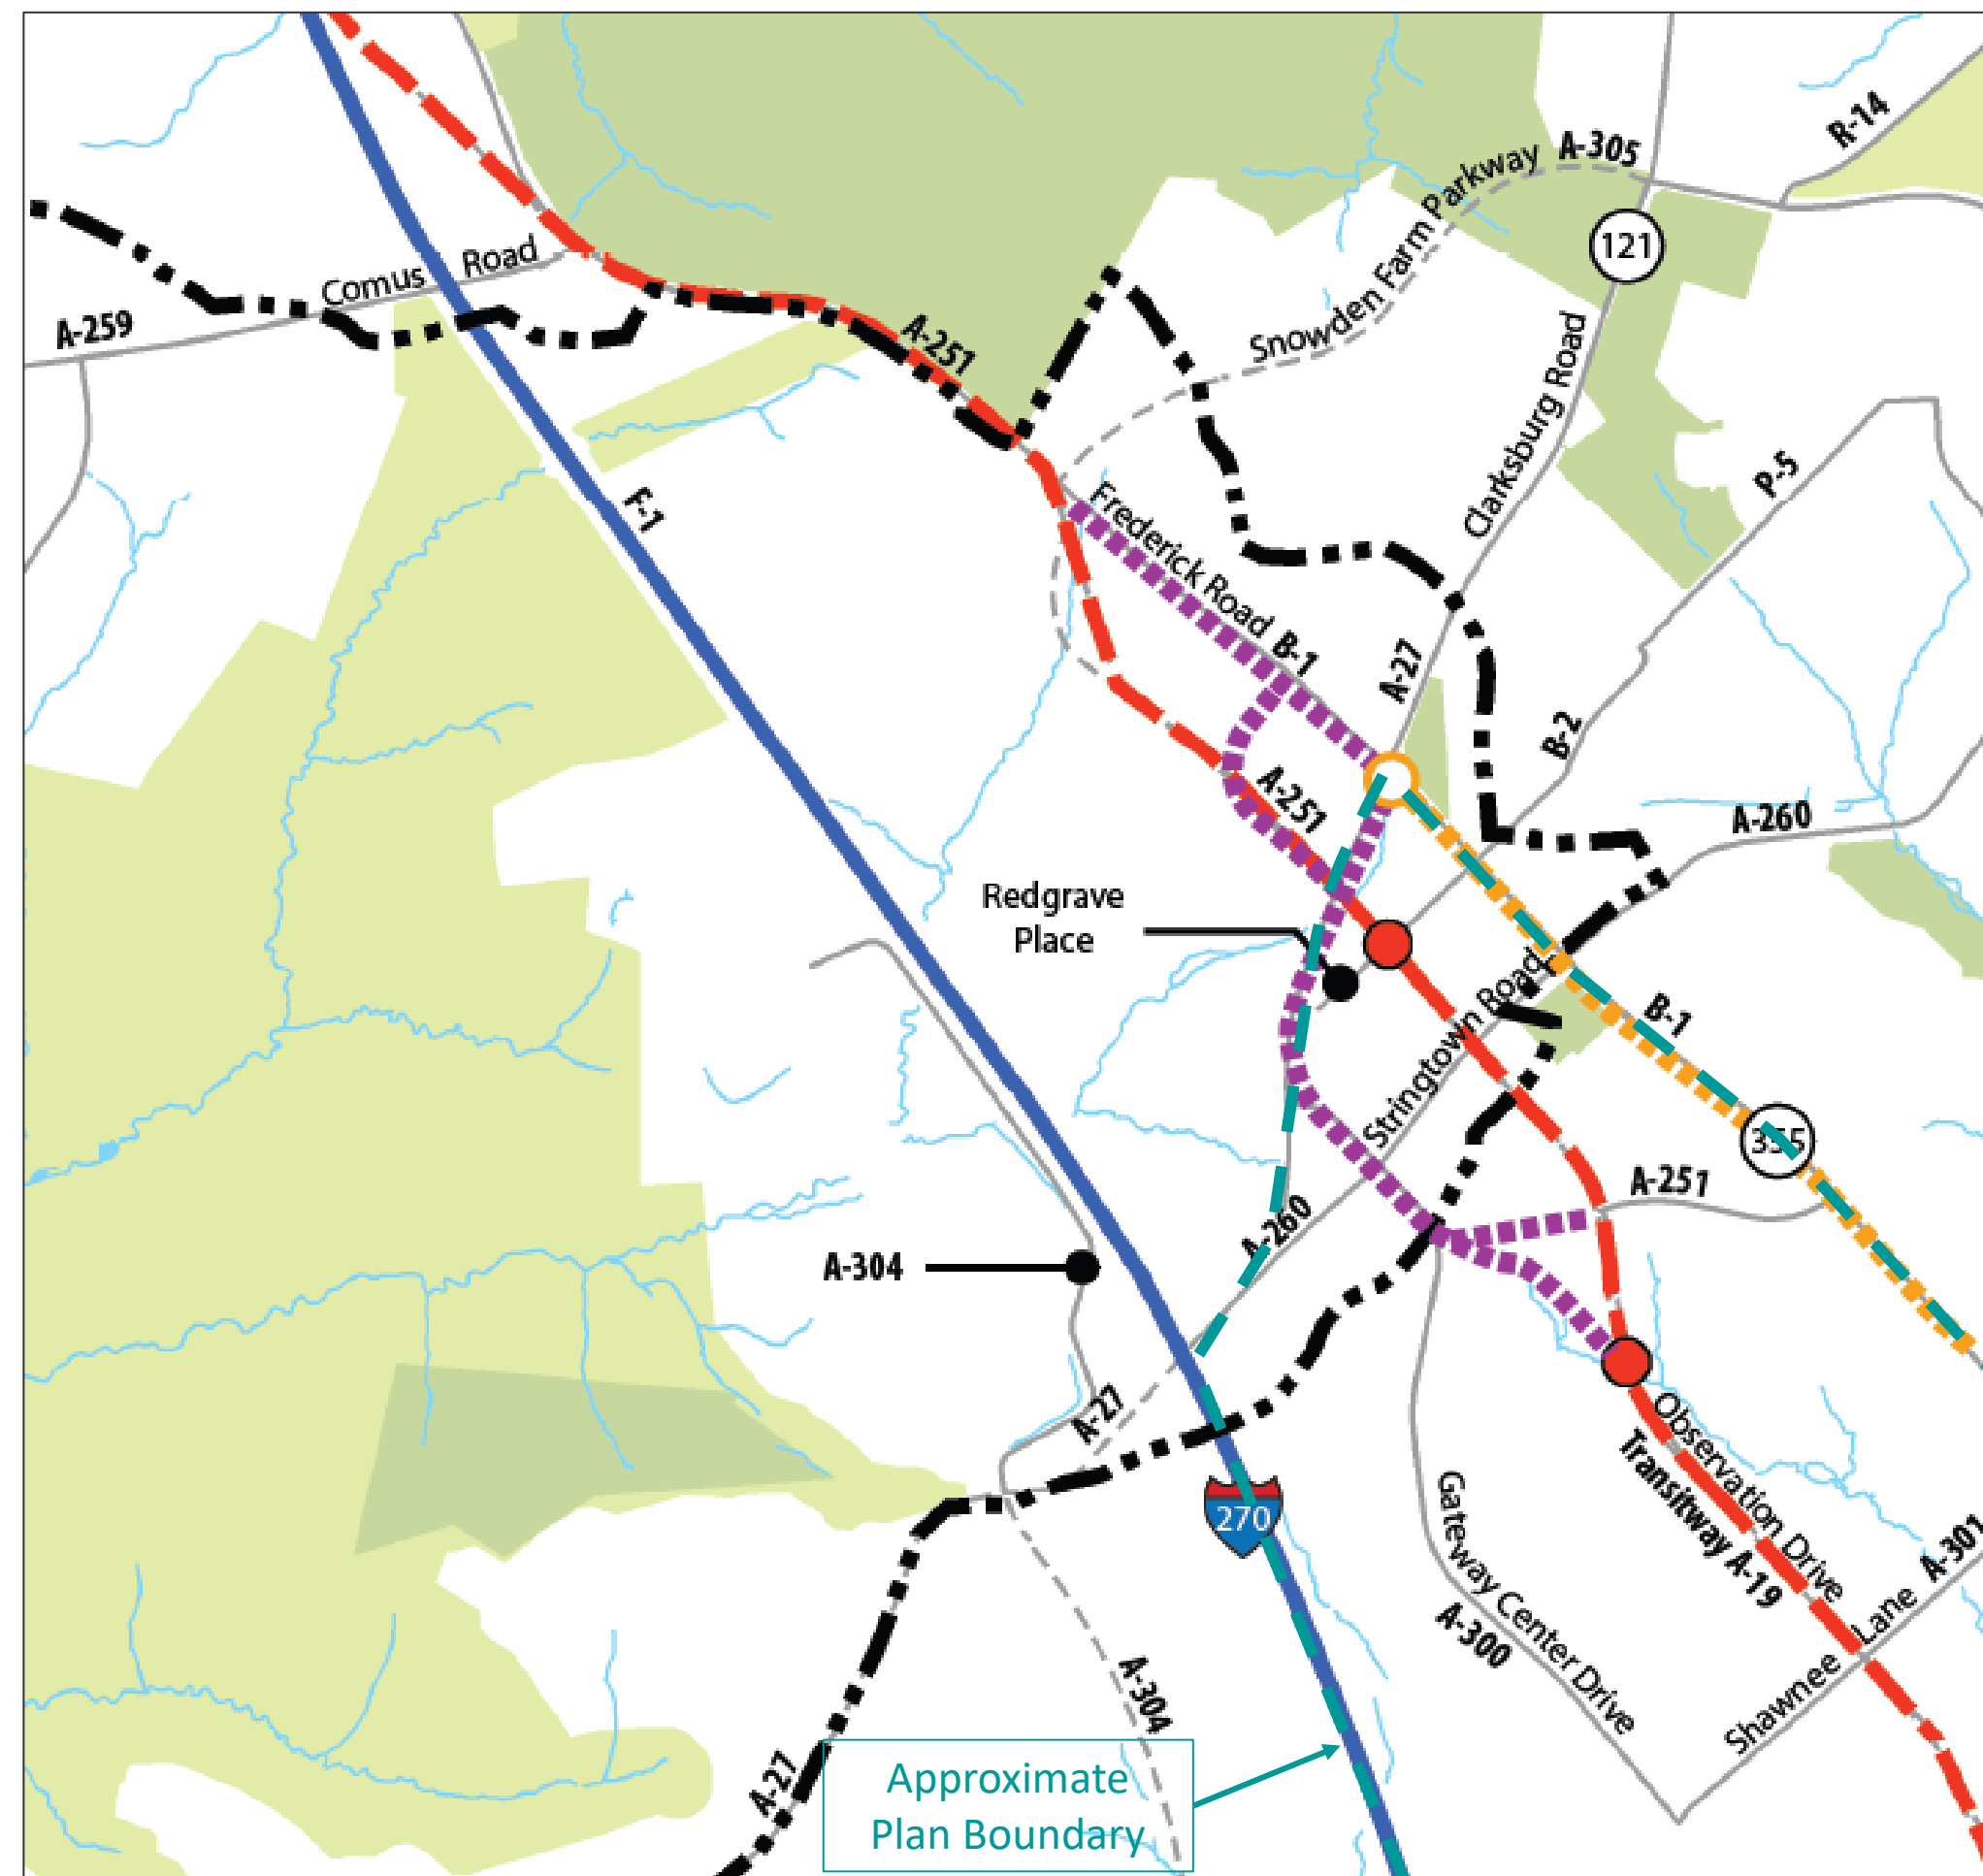 A-305
R-14
Snowden Farm Parkway
121
Comus Road
A-259
A-251
Clarksburg Road
P-5
F-1
Frederick Road
B-1
A-27
B-2
A-251
A-260
Redgrave
Place
Stringtown Road
B-1
355
A-251
A-260
A-304
A-27
270
Observation Drive
Transitway A-19
Gateway Center Drive
A-300
Shawnee Lane
A-301
A-304
A-27
Approximate
Plan Boundary